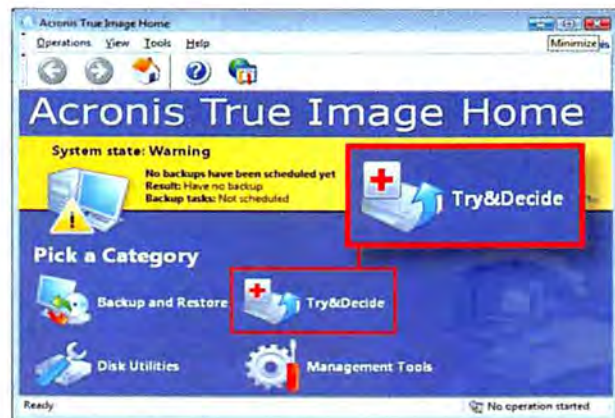 Acronis True Image Home
Operations View Tools Help
Minimize
Acronis True Image Home
System state: Warning
No backups have been scheduled yet
Result: Have no backup
Backup tasks: Not scheduled
Try&Decide
Pick a Category
Backup and Restore
Try&Decide
Disk Utilities
Management Tools
Ready
No operation started